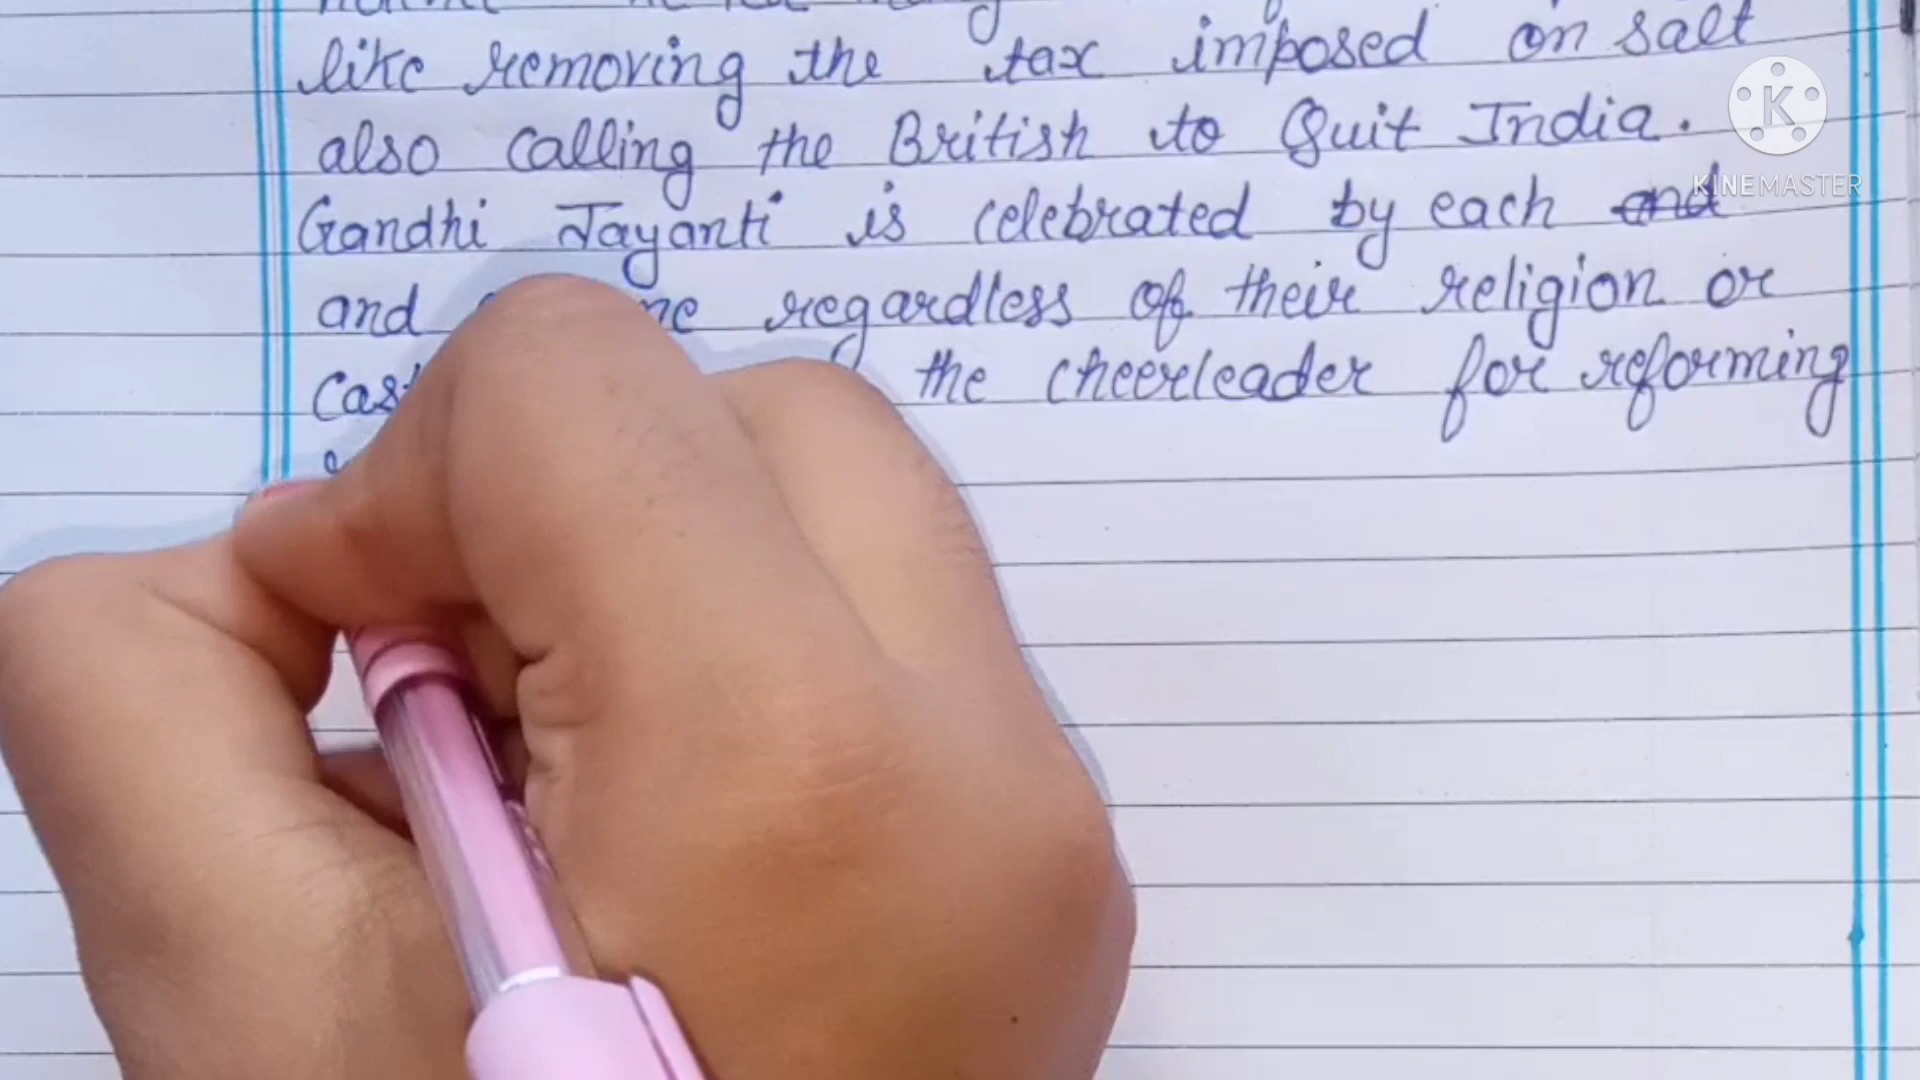 like removing the tax imposed on salt
also calling the British to Quit India.
Gandhi Jayanti is celebrated by each and
and regardless of their religion or
the cheerleader for reforming
K
KINEMASTER